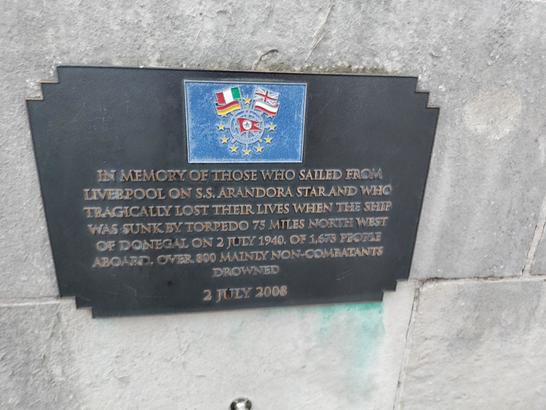 IN MEMORY OF THOSE WHO SAILED FROM
LIVERPOOL ON S.S. ARANDORA STAR AND WHO
TRAGICALLY LOST THEIR LIVES WHEN THE SHIP
WAS SUNK BY TORPEDO 75 MILES NORTH WEST
OF DONEGAL ON 2 JULY 1940. OF 1,673 PEOPLE
ABOARD, OVER 800 MAINLY NON-COMBATANTS
DROWNED
2 JULY 2008